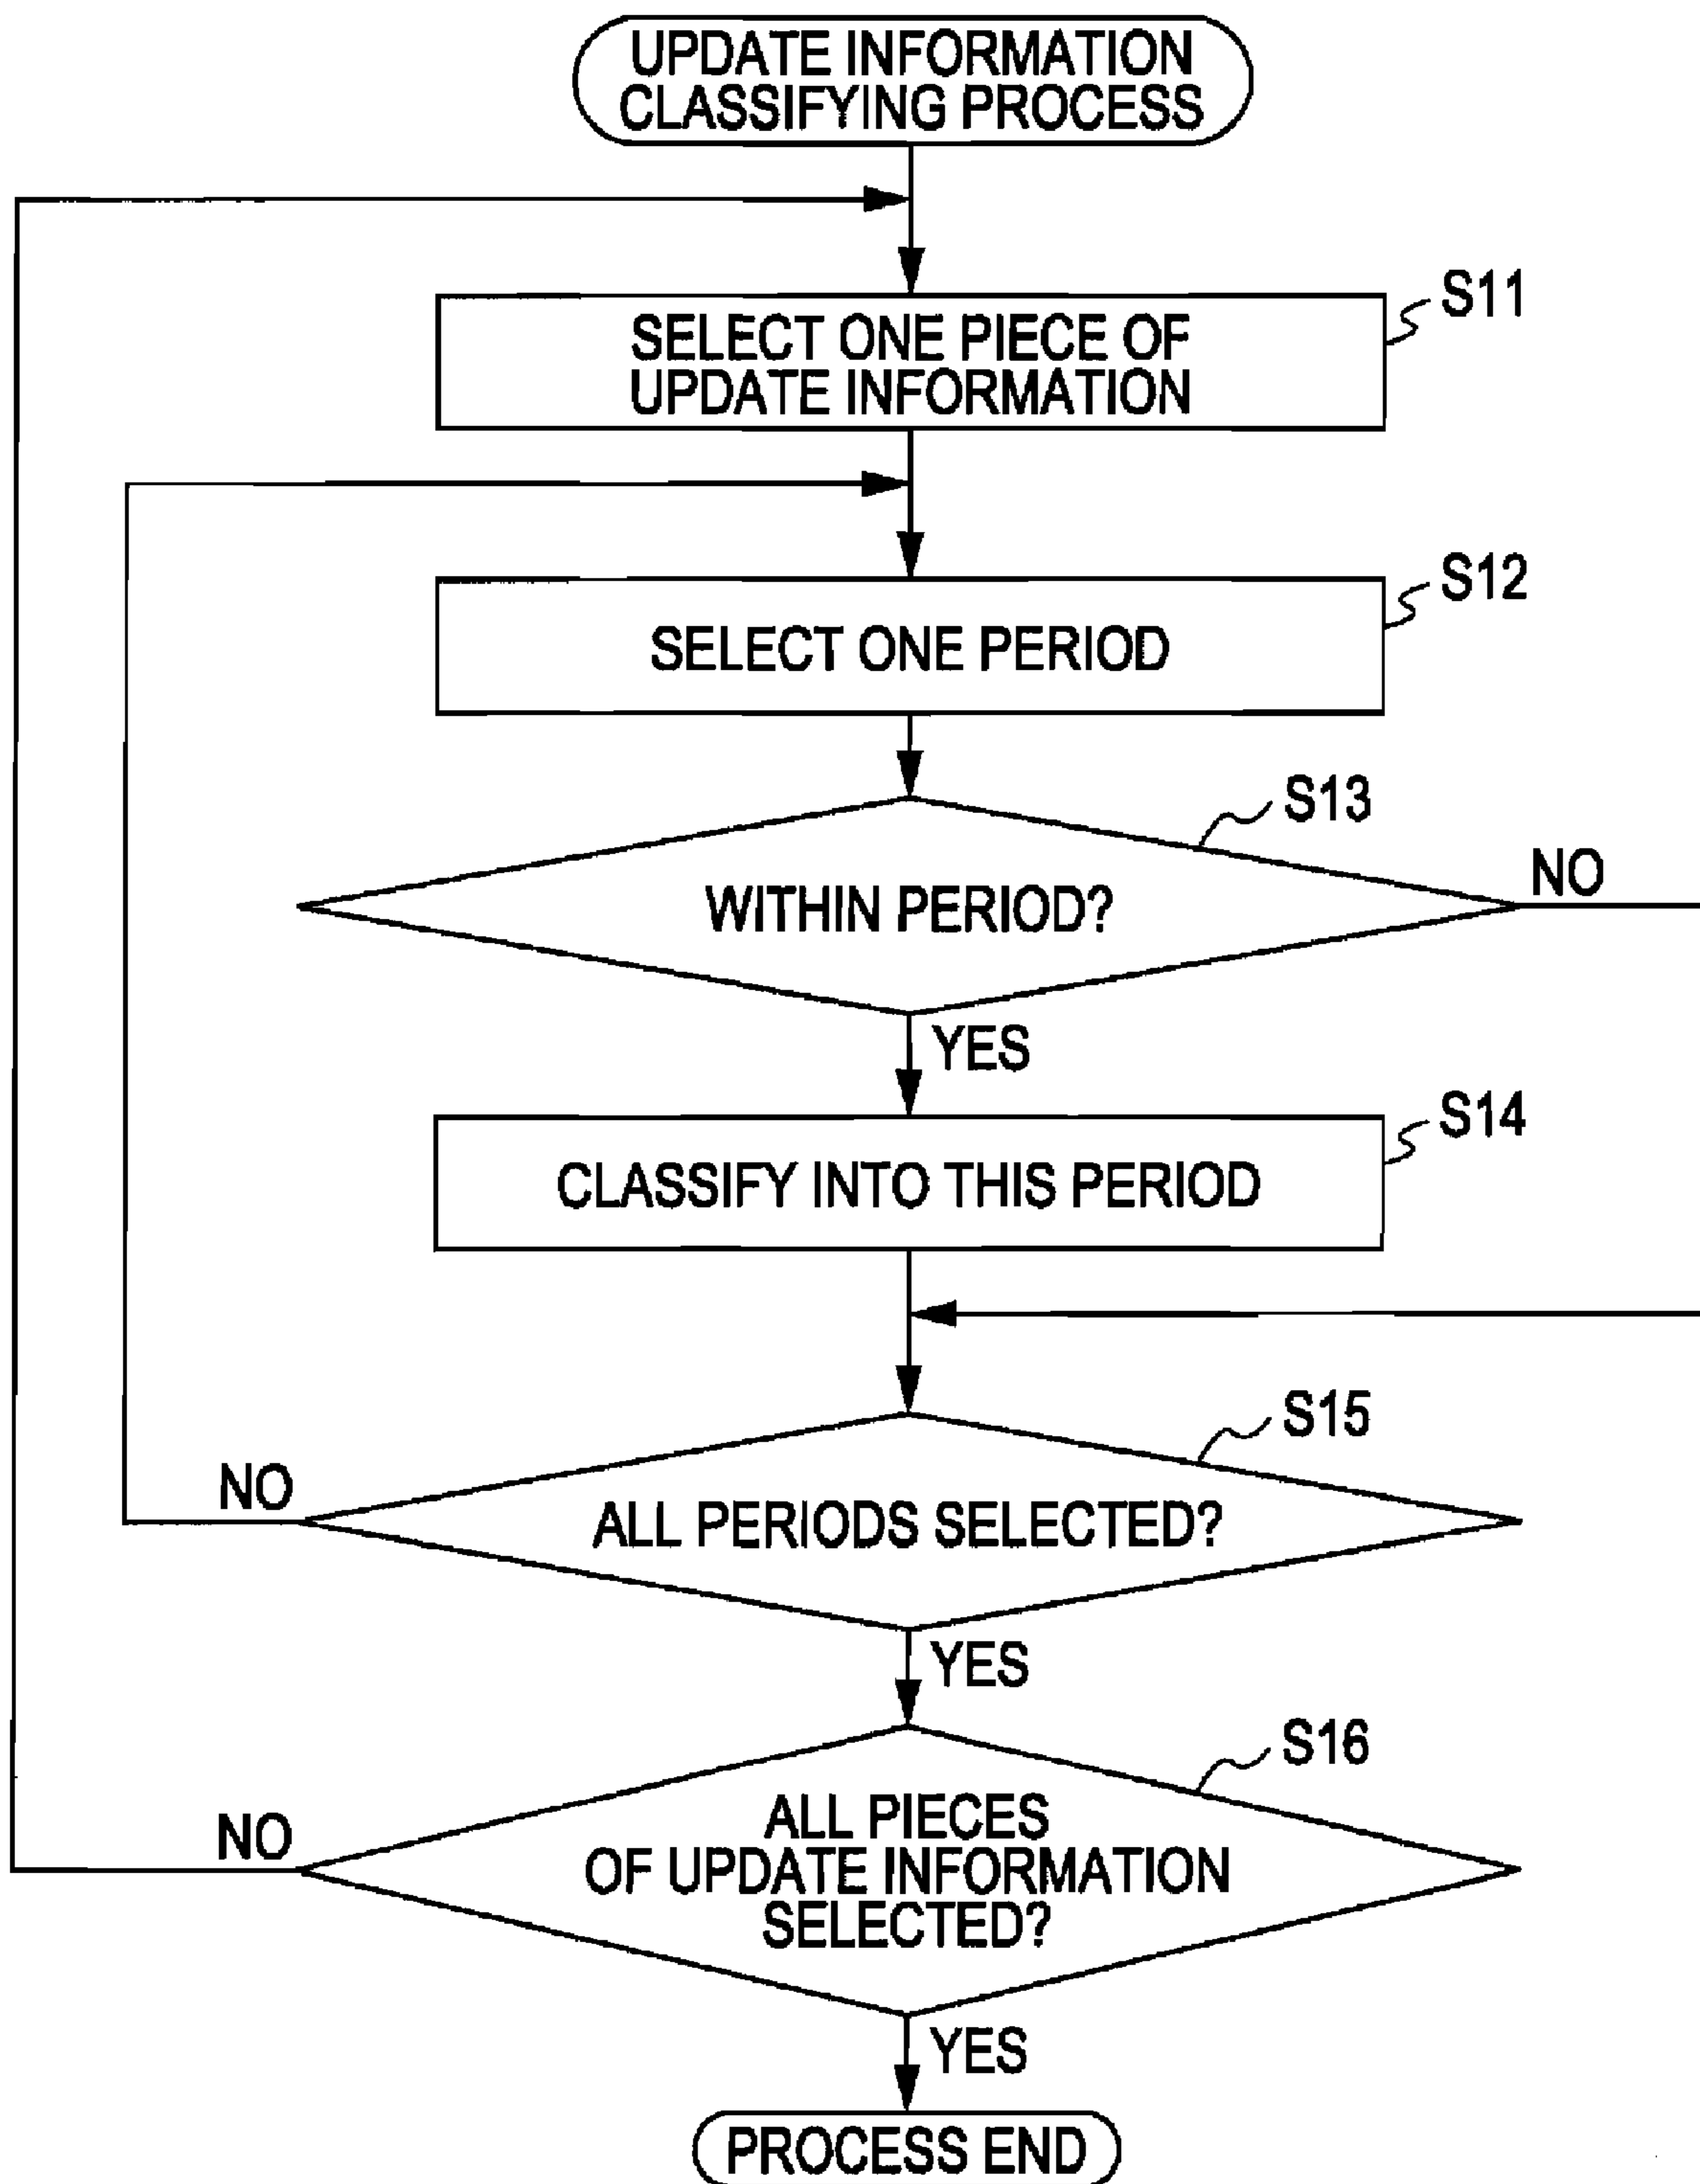 UPDATE INFORMATION
CLASSIFYING PROCESS
S11
SELECT ONE PIECE OF
UPDATE INFORMATION
S12
SELECT ONE PERIOD
S13
WITHIN PERIOD?
NO
YES
S14
CLASSIFY INTO THIS PERIOD
S15
NO
ALL PERIODS SELECTED?
YES
S16
NO
ALL PIECES
OF UPDATE INFORMATION
SELECTED?
YES
PROCESS END